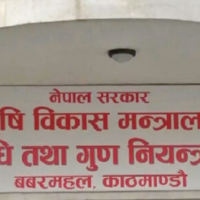 नेपाल सरकार
षि विकास मन्त्राल
धि तथा गुण नियन्त्र
बबरमहल, काठमाण्डौ